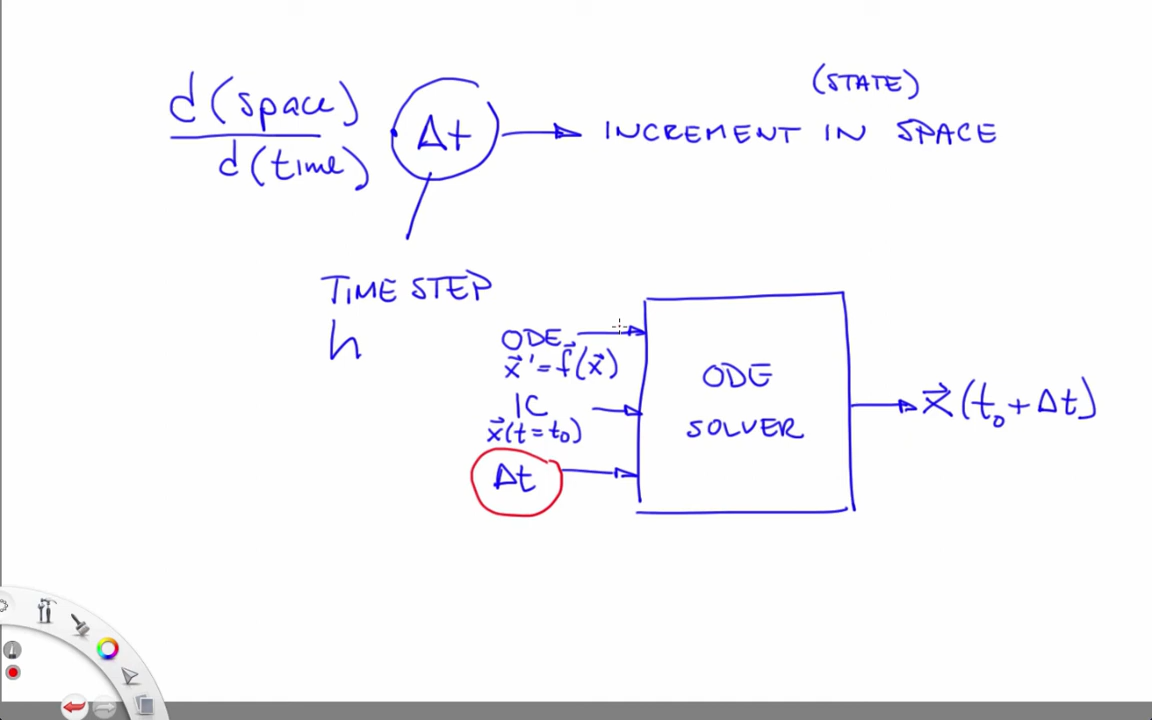 (STATE)
d(space)
d(time)
Δt
INCREMENT IN SPACE
TIME STEP
h
ODE
x⃗' = f⃗(x⃗)
IC
x⃗(t=t₀)
Δt
ODE
SOLVER
x⃗(t₀+Δt)